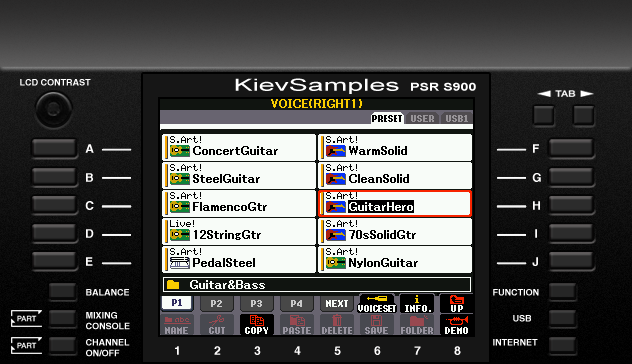 LCD CONTRAST
KievSamples PSR S900
TAB
VOICE(RIGHT1)
PRESET USER USB1
A
B
C
D
E
S.Art!
ConcertGuitar
S.Art!
SteelGuitar
S.Art!
FlamencoGtr
Live!
12StringGtr
S.Art!
PedalSteel
S.Art!
WarmSolid
S.Art!
CleanSolid
S.Art!
GuitarHero
S.Art!
70sSolidGtr
S.Art!
NylonGuitar
F
G
H
I
J
Guitar&Bass
P1 P2 P3 P4 NEXT VOICESET INFO. UP
NAME CUT COPY PASTE DELETE SAVE FOLDER DEMO
1 2 3 4 5 6 7 8
BALANCE
PART
MIXING
CONSOLE
PART
CHANNEL
ON/OFF
FUNCTION
USB
INTERNET